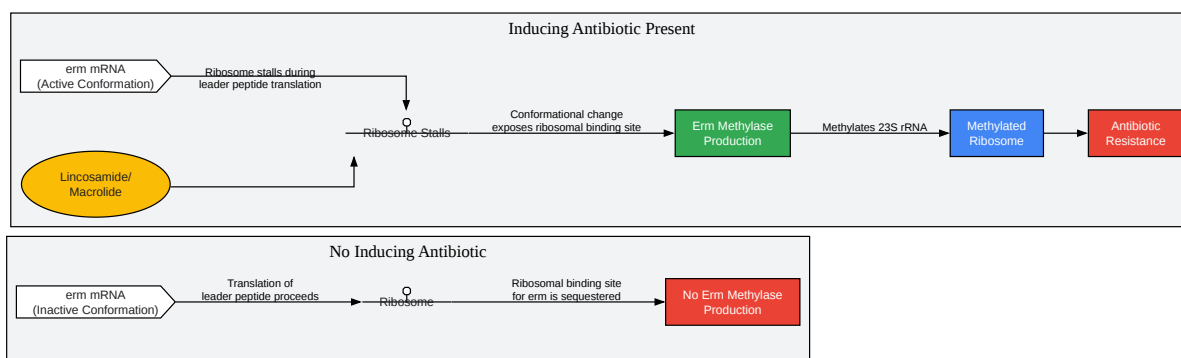 Inducing Antibiotic Present
erm mRNA
(Active Conformation)
Ribosome stalls during
leader peptide translation
Ribosome Stalls
Conformational change
exposes ribosomal binding site
Erm Methylase
Production
Methylates 23S rRNA
Methylated
Ribosome
Antibiotic
Resistance
Lincosamide/
Macrolide
No Inducing Antibiotic
erm mRNA
(Inactive Conformation)
Translation of
leader peptide proceeds
Ribosome
Ribosomal binding site
for erm is sequestered
No Erm Methylase
Production